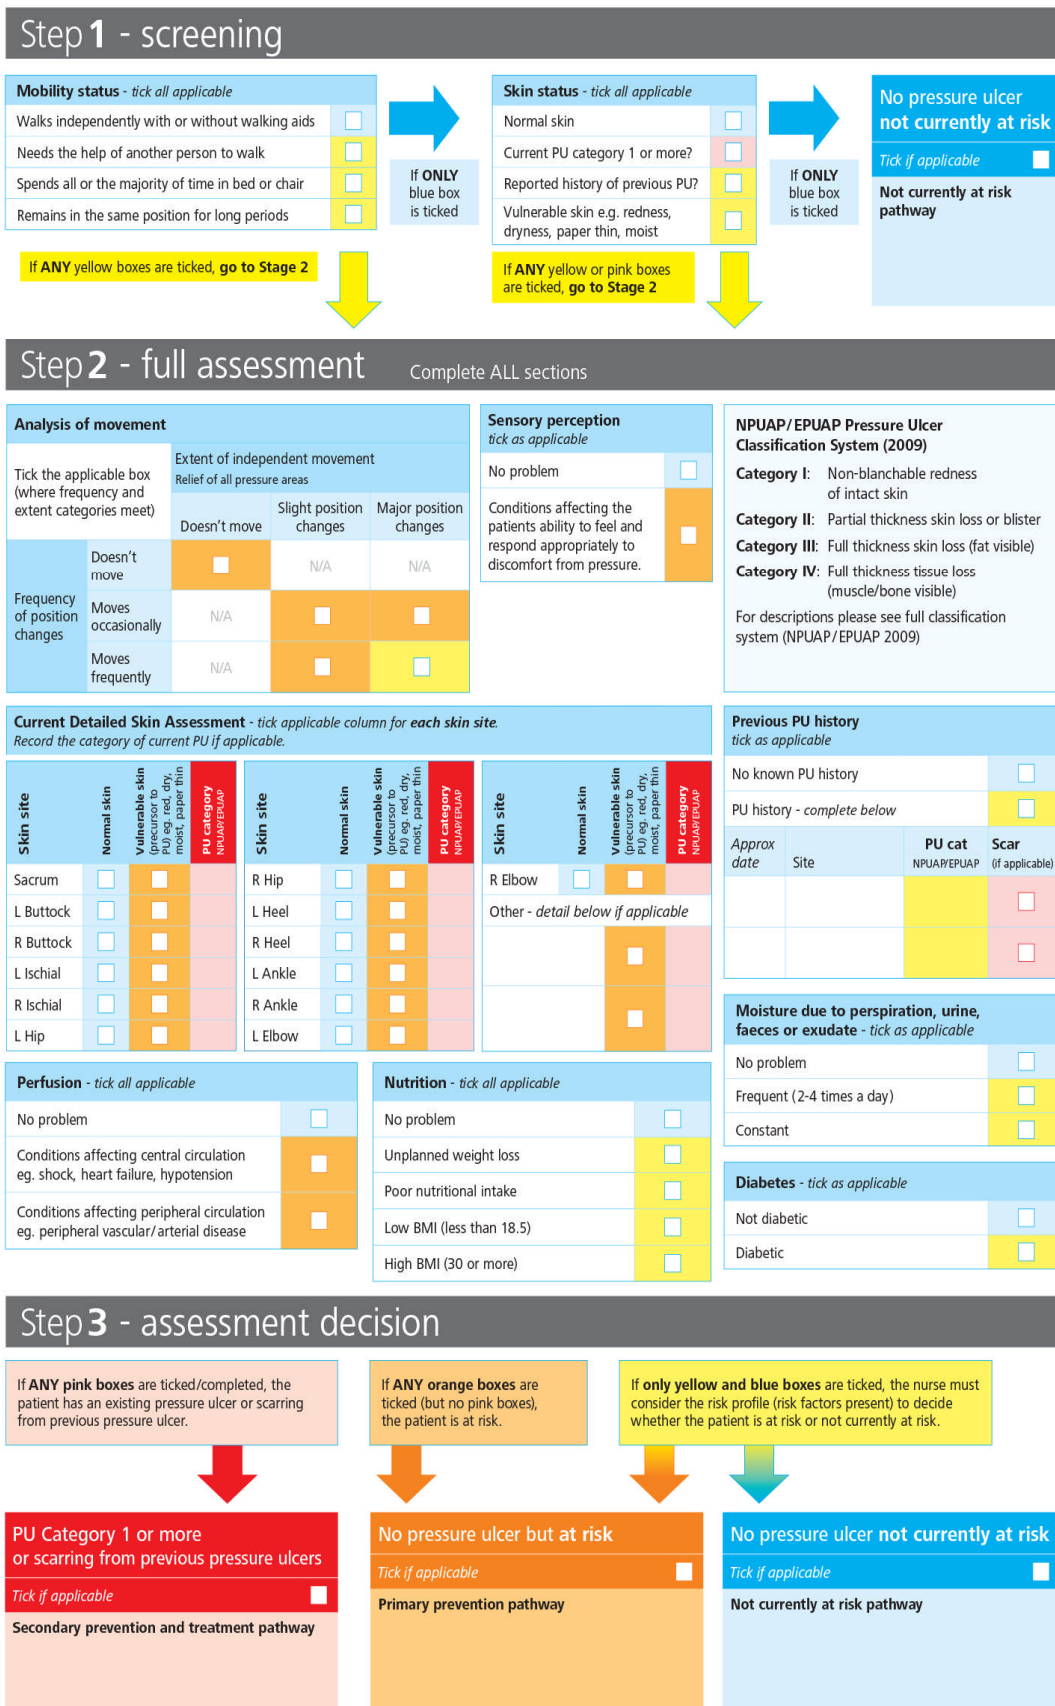 Step 1 - screening
Mobility status - tick all applicable
Walks independently with or without walking aids
Needs the help of another person to walk
Spends all or the majority of time in bed or chair
Remains in the same position for long periods
If ONLY
blue box
is ticked
Skin status - tick all applicable
Normal skin
Current PU category 1 or more?
Reported history of previous PU?
Vulnerable skin e.g. redness,
dryness, paper thin, moist
If ONLY
blue box
is ticked
No pressure ulcer
not currently at risk
Tick if applicable
Not currently at risk
pathway
If ANY yellow boxes are ticked, go to Stage 2
If ANY yellow or pink boxes
are ticked, go to Stage 2
Step 2 - full assessment Complete ALL sections
Analysis of movement
Tick the applicable box
(where frequency and
extent categories meet)
Extent of independent movement
Relief of all pressure areas
Doesn't move
Slight position
changes
Major position
changes
Frequency
of position
changes
Doesn't
move
N/A
N/A
Moves
occasionally
N/A
Moves
frequently
N/A
Sensory perception
tick as applicable
No problem
Conditions affecting the
patients ability to feel and
respond appropriately to
discomfort from pressure.
NPUAP/EPUAP Pressure Ulcer
Classification System (2009)
Category I: Non-blanchable redness
of intact skin
Category II: Partial thickness skin loss or blister
Category III: Full thickness skin loss (fat visible)
Category IV: Full thickness tissue loss
(muscle/bone visible)
For descriptions please see full classification
system (NPUAP/EPUAP 2009)
Current Detailed Skin Assessment - tick applicable column for each skin site.
Record the category of current PU if applicable.
Skin site
Normal skin
Vulnerable skin
(precursor to
PU) eg. red, dry,
moist, paper thin
PU category
NPUAP/EPUAP
Sacrum
L Buttock
R Buttock
L Ischial
R Ischial
L Hip
Skin site
Normal skin
Vulnerable skin
(precursor to
PU) eg. red, dry,
moist, paper thin
PU category
NPUAP/EPUAP
R Hip
L Heel
R Heel
L Ankle
R Ankle
L Elbow
Skin site
Normal skin
Vulnerable skin
(precursor to
PU) eg. red, dry,
moist, paper thin
PU category
NPUAP/EPUAP
R Elbow
Other - detail below if applicable
Previous PU history
tick as applicable
No known PU history
PU history - complete below
Approx
date
Site
PU cat
NPUAP/EPUAP
Scar
(if applicable)
Moisture due to perspiration, urine,
faeces or exudate - tick as applicable
No problem
Frequent (2-4 times a day)
Constant
Perfusion - tick all applicable
No problem
Conditions affecting central circulation
eg. shock, heart failure, hypotension
Conditions affecting peripheral circulation
eg. peripheral vascular/arterial disease
Nutrition - tick all applicable
No problem
Unplanned weight loss
Poor nutritional intake
Low BMI (less than 18.5)
High BMI (30 or more)
Diabetes - tick as applicable
Not diabetic
Diabetic
Step 3 - assessment decision
If ANY pink boxes are ticked/completed, the
patient has an existing pressure ulcer or scarring
from previous pressure ulcer.
If ANY orange boxes are
ticked (but no pink boxes),
the patient is at risk.
If only yellow and blue boxes are ticked, the nurse must
consider the risk profile (risk factors present) to decide
whether the patient is at risk or not currently at risk.
PU Category 1 or more
or scarring from previous pressure ulcers
Tick if applicable
Secondary prevention and treatment pathway
No pressure ulcer but at risk
Tick if applicable
Primary prevention pathway
No pressure ulcer not currently at risk
Tick if applicable
Not currently at risk pathway